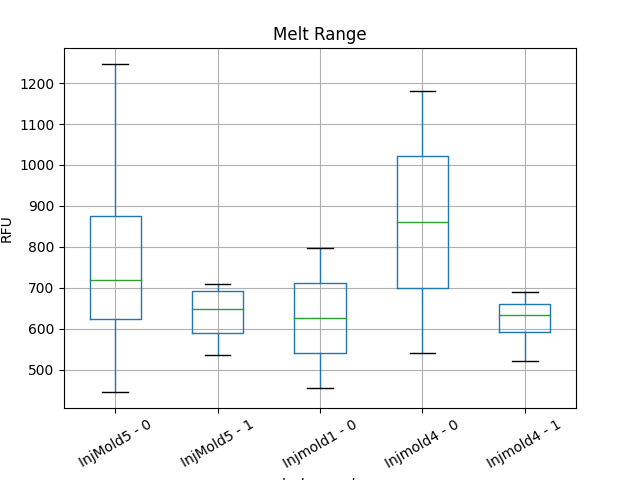 Melt Range
1200
1100
1000
900
800
700
600
500
RFU
InjMold5 - 0
InjMold5 - 1
Injmold1 - 0
Injmold4 - 0
Injmold4 - 1